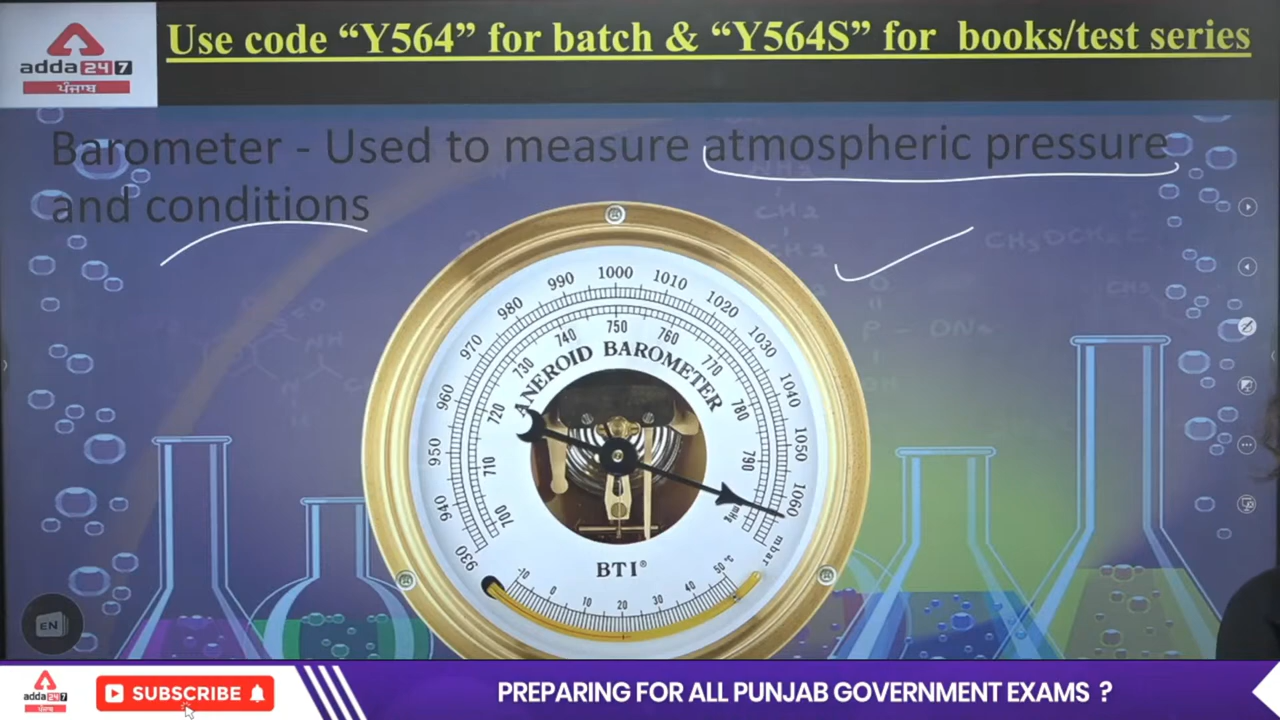 Use code “Y564” for batch & “Y564S” for books/test series
adda 247
ਪੰਜਾਬ
Barometer - Used to measure atmospheric pressure
and conditions
CH2
CH2
930 940 950 960 970 980 990 1000 1010 1020 1030 1040 1050 1060 mbar
700 710 720 730 740 750 760 770 780 790 mmHg
ANEROID BAROMETER
BTI®
-10 0 10 20 30 40 50 °C
EN
adda 247
ਪੰਜਾਬ
SUBSCRIBE
PREPARING FOR ALL PUNJAB GOVERNMENT EXAMS ?